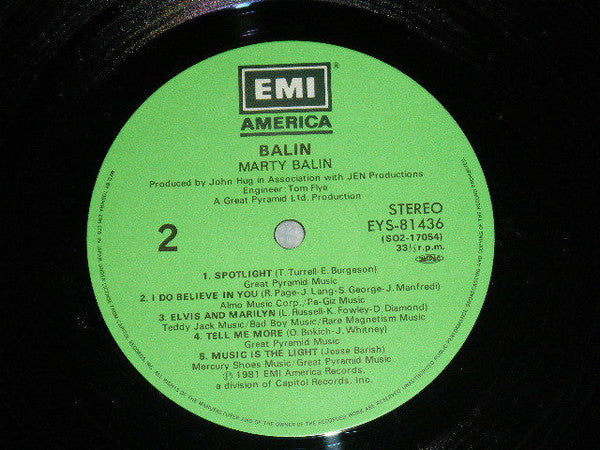 EMI
®
AMERICA
BALIN
MARTY BALIN
Produced by John Hug in Association with JEN Productions
Engineer: Tom Flye
A Great Pyramid Ltd. Production
2
STEREO
EYS-81436
(SOZ-17054)
33⅓ r.p.m.
1. SPOTLIGHT (T. Turrell-E. Burgeson)
Great Pyramid Music
2. I DO BELIEVE IN YOU (R. Page-J. Lang-S. George-J. Manfredi)
Almo Music Corp./Pa-Giz Music
3. ELVIS AND MARILYN (L. Russell-K. Fowley-D. Diamond)
Teddy Jack Music/Bad Boy Music/Rare Magnetism Music
4. TELL ME MORE (O. Bokich-J. Whitney)
Great Pyramid Music
5. MUSIC IS THE LIGHT (Jesse Barish)
Mercury Shoes Music/Great Pyramid Music
℗ 1981 EMI America Records,
a division of Capitol Records, Inc.